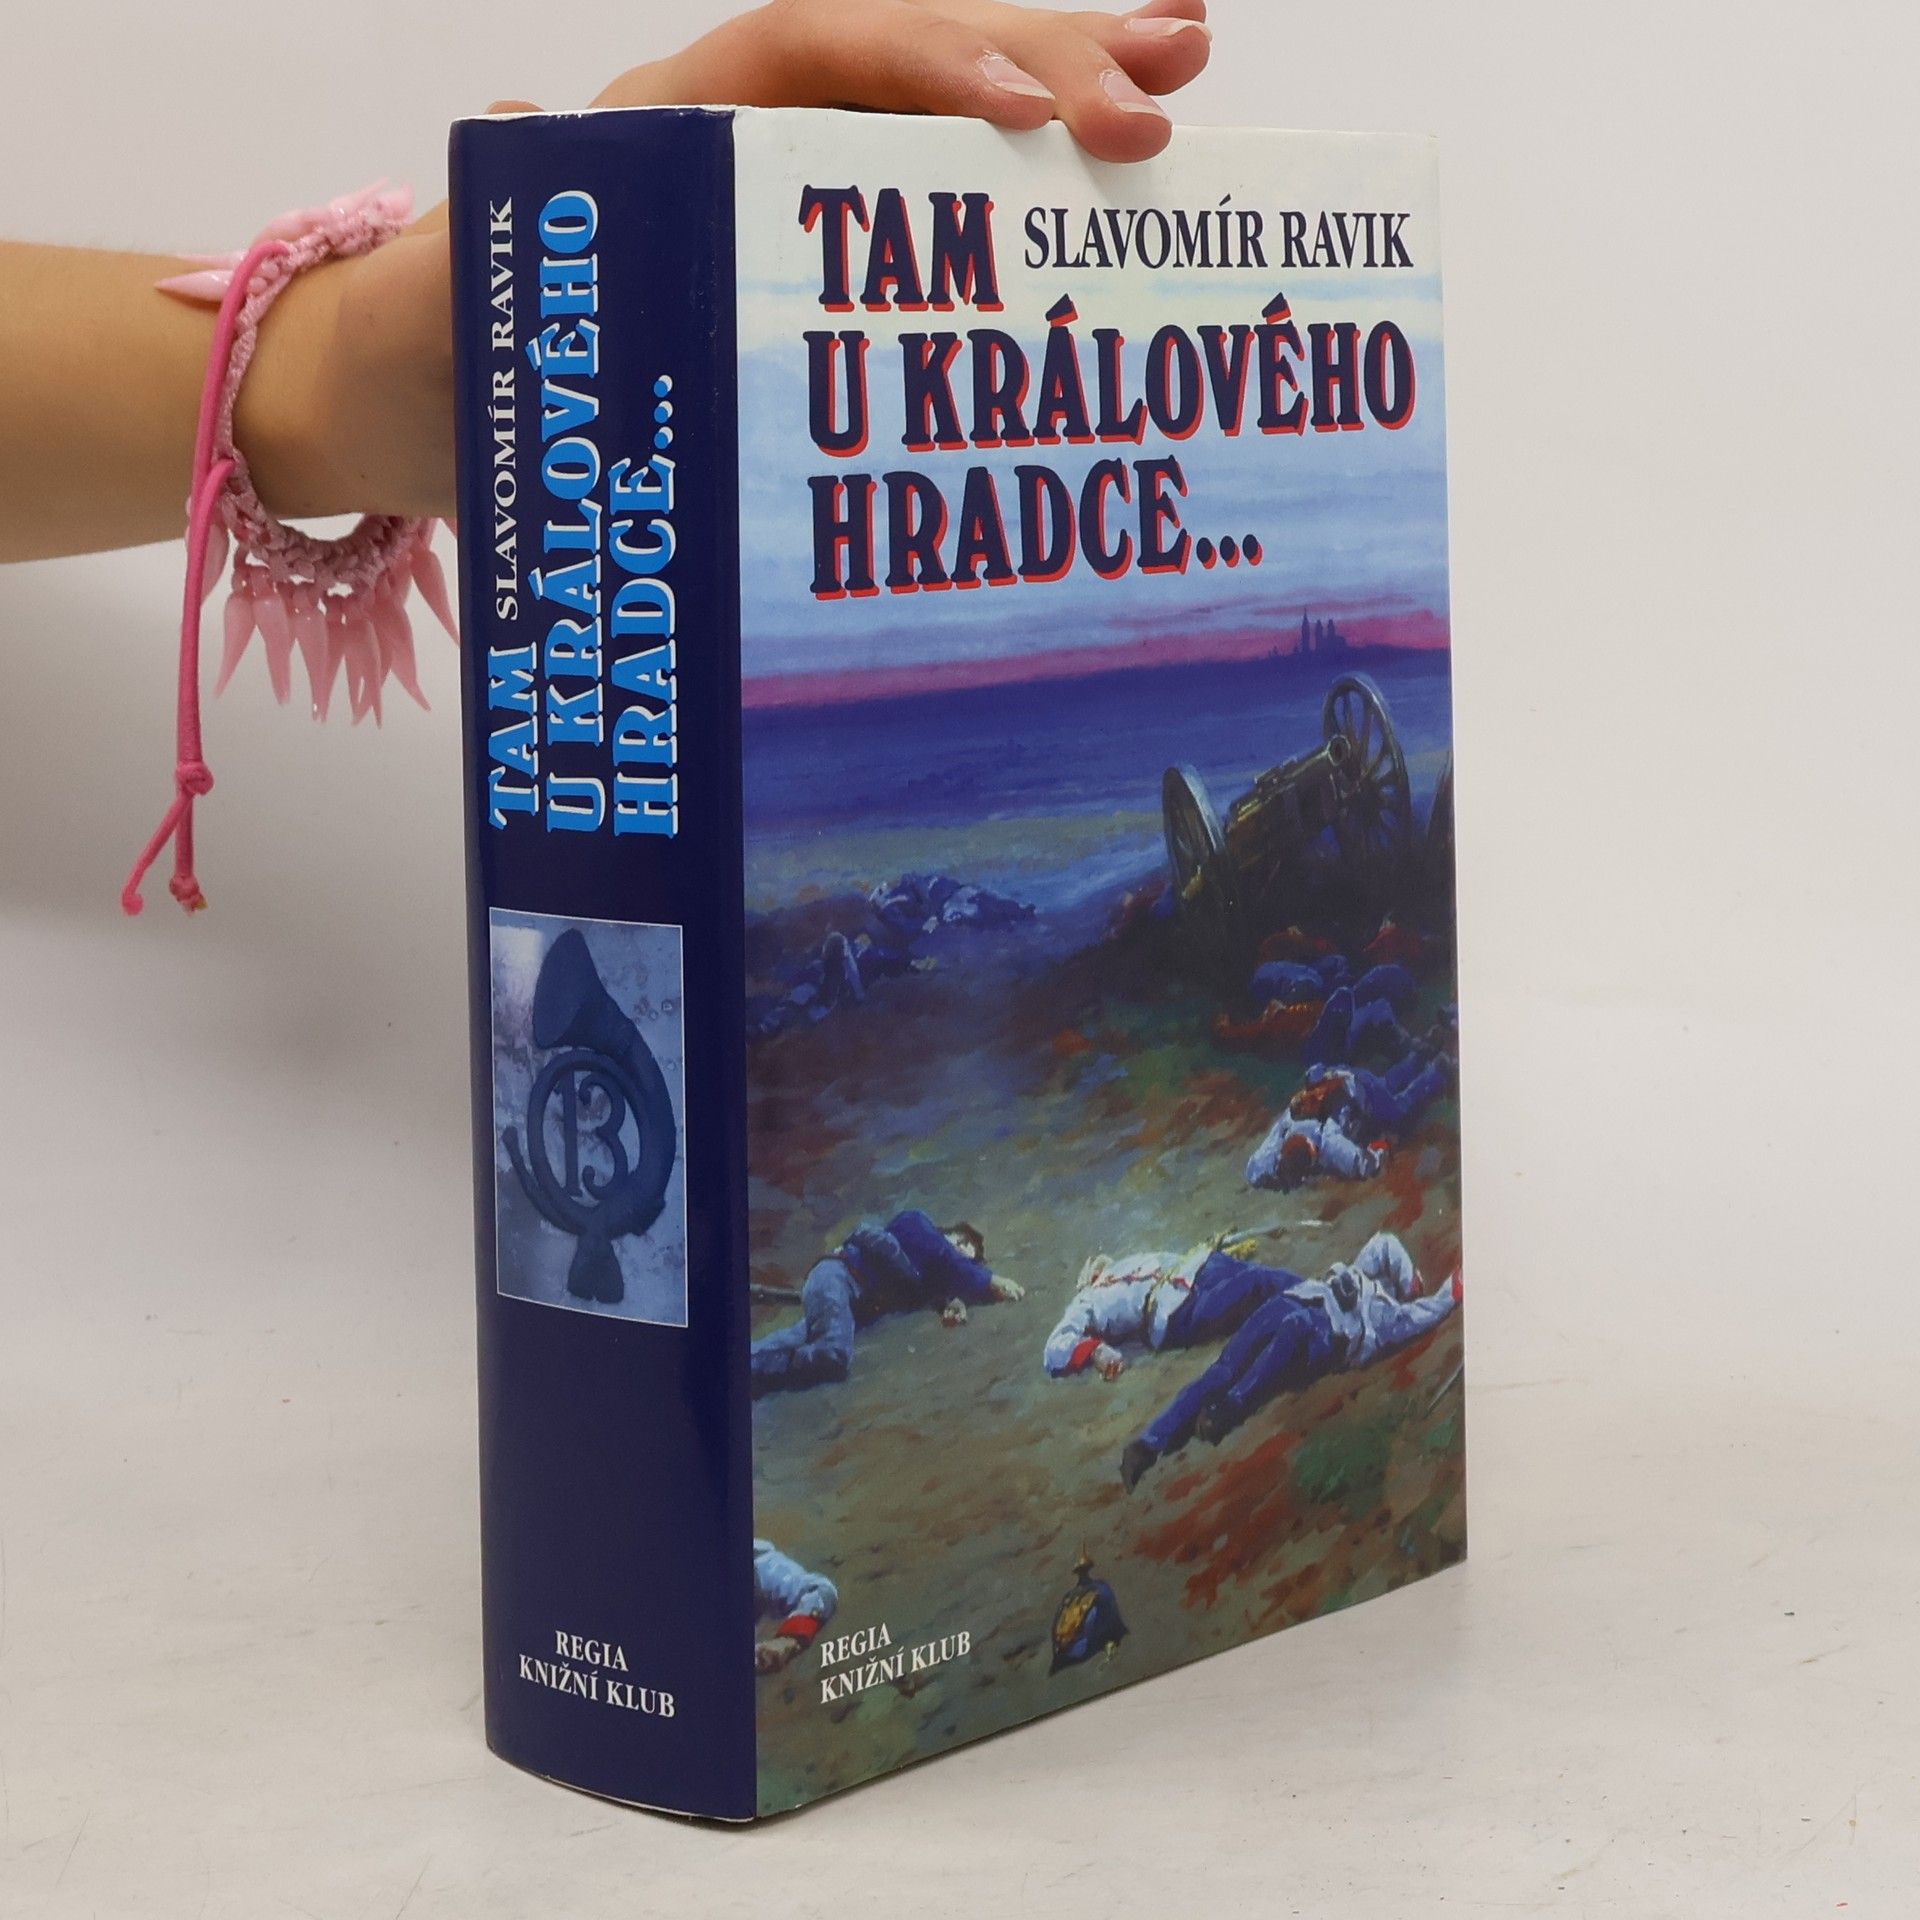 SLAVOMÍR RAVIK
TAM
U KRÁLOVÉHO
HRADCE...
13
REGIA
KNIŽNÍ KLUB
TAM
SLAVOMÍR RAVIK
U KRÁLOVÉHO
HRADCE...
REGIA
KNIŽNÍ KLUB